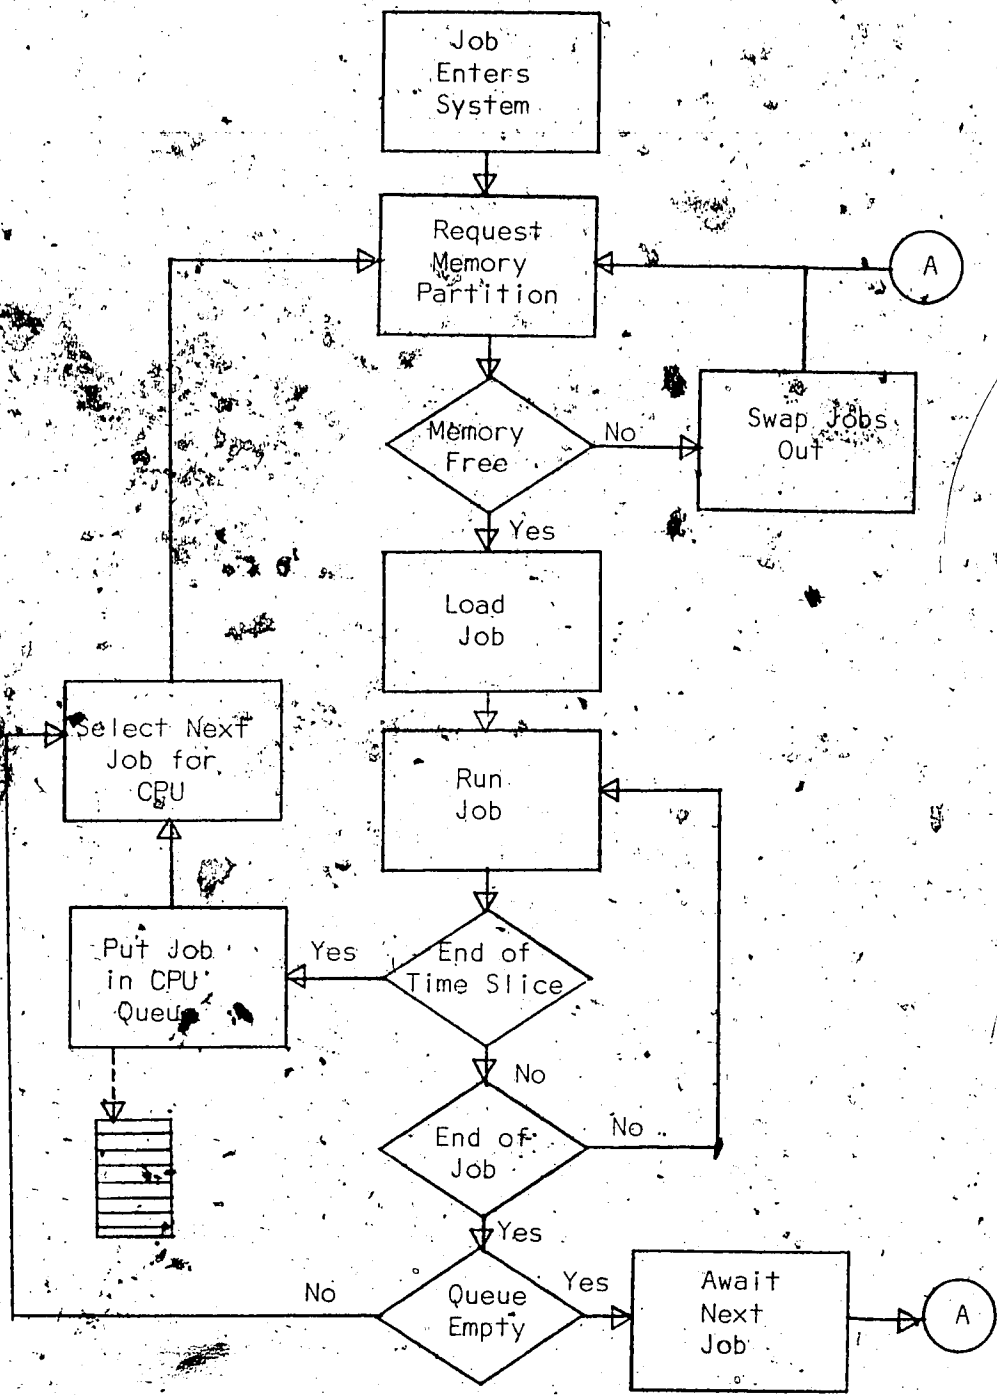 Job
Enters
System
Request
Memory
Partition
A
Memory
Free
No
Swap Jobs
Out
Yes
Load
Job
Select Next
Job for
CPU
Run
Job
Put Job
in CPU
Queue
Yes
End of
Time Slice
No
End of
Job
No
Yes
No
Queue
Empty
Yes
Await
Next
Job
A